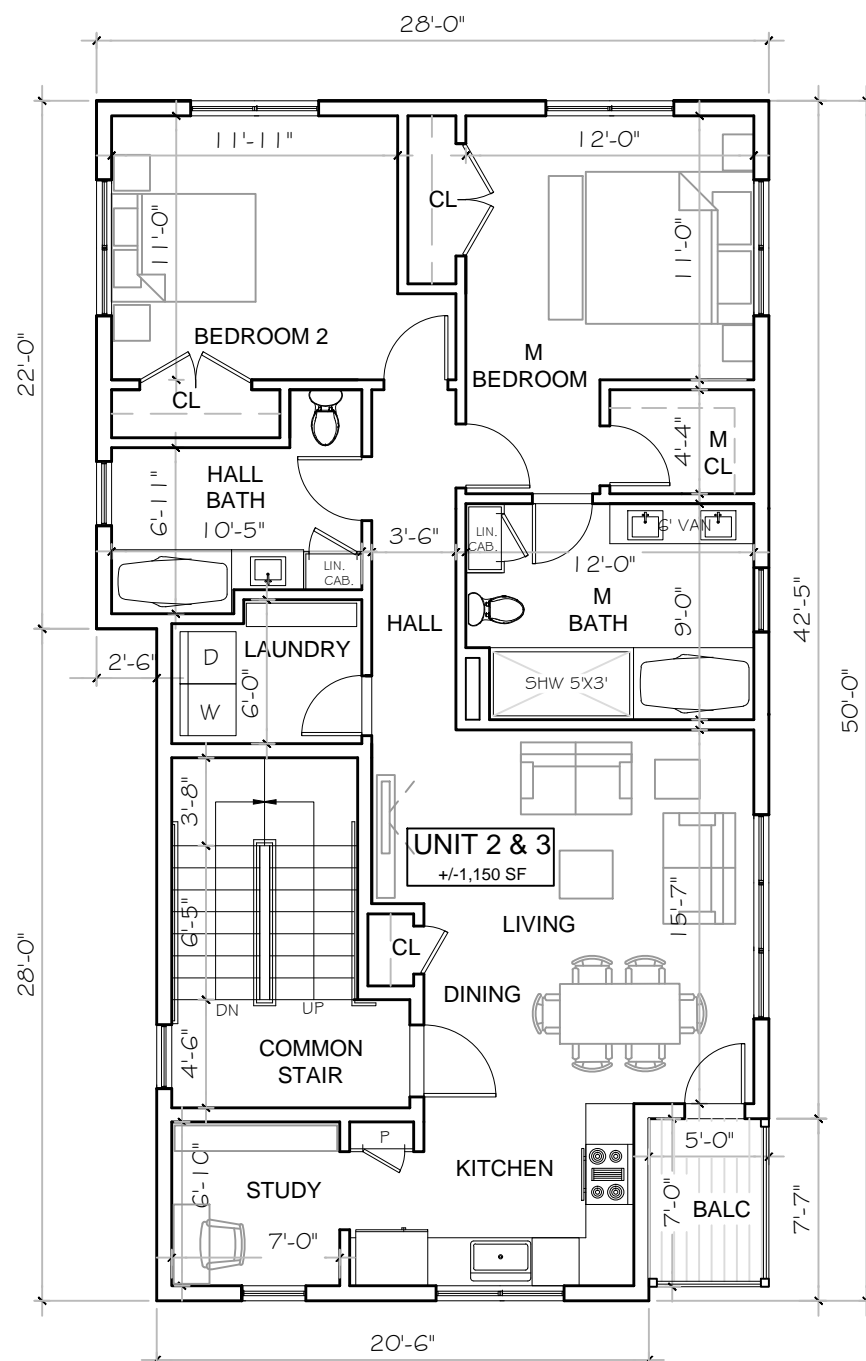 28'-0"
11'-11"
12'-0"
CL
11'-0"
11'-0"
BEDROOM 2
M
BEDROOM
22'-0"
CL
M
CL
4'-4"
HALL
BATH
6'-11"
10'-5"
3'-6"
LIN.
CAB.
6' VAN
12'-0"
LIN.
CAB.
HALL
M
BATH
9'-0"
42'-5"
50'-0"
2'-6"
D
LAUNDRY
W
6'-0"
SHW 5'X3'
3'-8"
UNIT 2 & 3
+/-1,150 SF
15'-7"
6'-5"
LIVING
CL
28'-0"
DINING
DN
UP
4'-6"
COMMON
STAIR
P
6'-10"
STUDY
KITCHEN
5'-0"
7'-0"
BALC
7'-7"
7'-0"
20'-6"